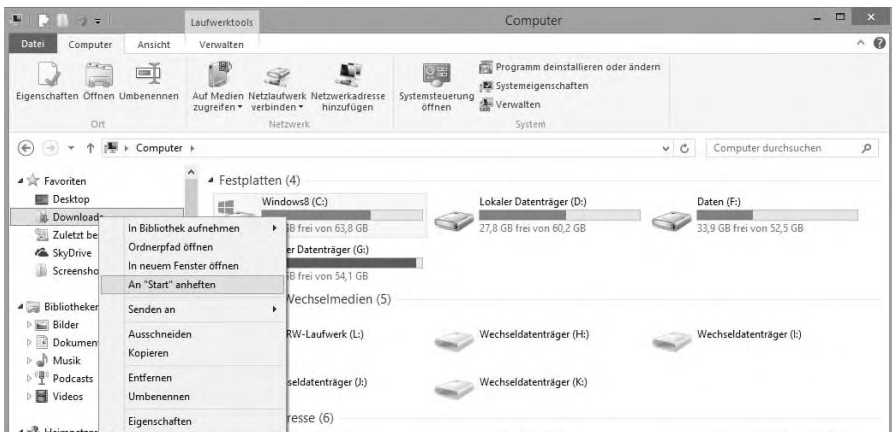 Laufwerktools
Computer
Datei Computer Ansicht Verwalten
Eigenschaften Öffnen Umbenennen
Auf Medien zugreifen
Netzlaufwerk verbinden
Netzwerkadresse hinzufügen
Systemsteuerung öffnen
Programm deinstallieren oder ändern
Systemeigenschaften
Verwalten
Ort
Netzwerk
System
Computer
Computer durchsuchen
Favoriten
Desktop
Downloads
Zuletzt be
SkyDrive
Screensho
Bibliotheken
Bilder
Dokumen
Musik
Podcasts
Videos
In Bibliothek aufnehmen
Ordnerpfad öffnen
In neuem Fenster öffnen
An "Start" anheften
Senden an
Ausschneiden
Kopieren
Entfernen
Umbenennen
Eigenschaften
Festplatten (4)
Windows8 (C:)
GB frei von 63,8 GB
Lokaler Datenträger (D:)
27,8 GB frei von 60,2 GB
Daten (F:)
33,9 GB frei von 52,5 GB
er Datenträger (G:)
GB frei von 54,1 GB
Wechselmedien (5)
RW-Laufwerk (L:)
Wechseldatenträger (H:)
Wechseldatenträger (I:)
seldatenträger (J:)
Wechseldatenträger (K:)
resse (6)